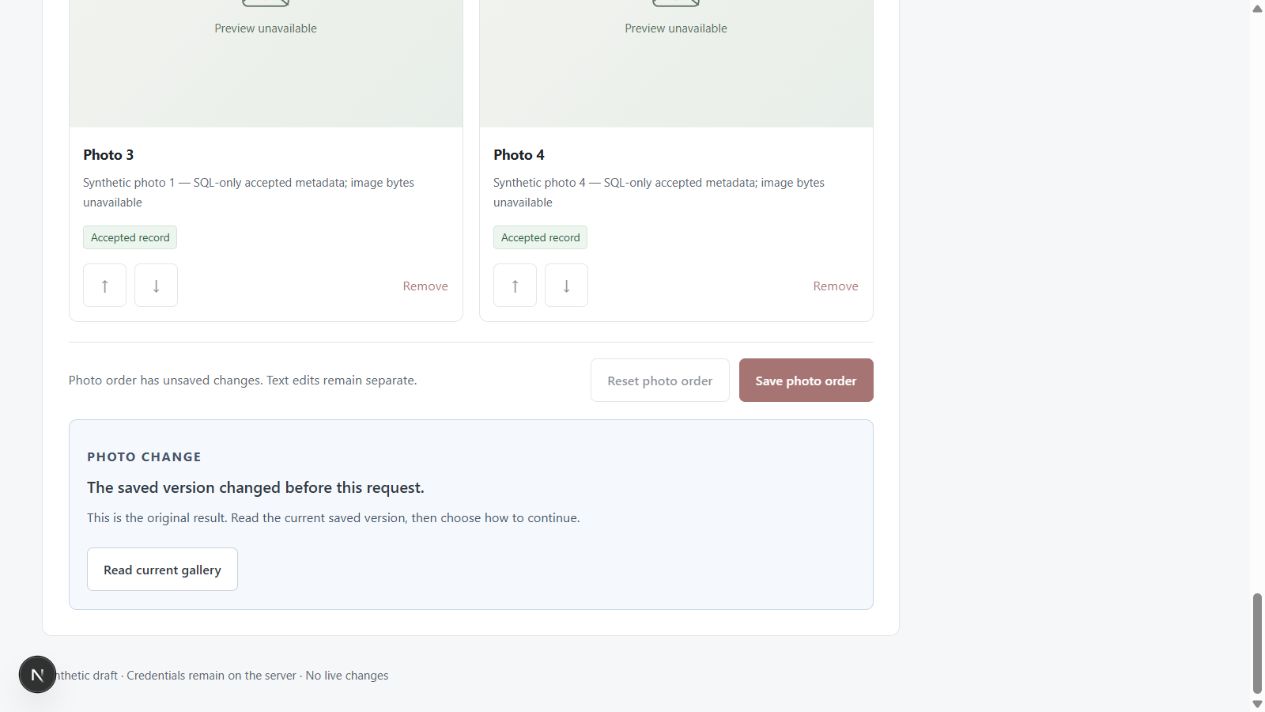 Preview unavailable
Preview unavailable
Photo 3
Synthetic photo 1 — SQL-only accepted metadata; image bytes
unavailable
Accepted record
↑ ↓ Remove
Photo 4
Synthetic photo 4 — SQL-only accepted metadata; image bytes
unavailable
Accepted record
↑ ↓ Remove
Photo order has unsaved changes. Text edits remain separate.
Reset photo order
Save photo order
PHOTO CHANGE
The saved version changed before this request.
This is the original result. Read the current saved version, then choose how to continue.
Read current gallery
N
nthetic draft · Credentials remain on the server · No live changes